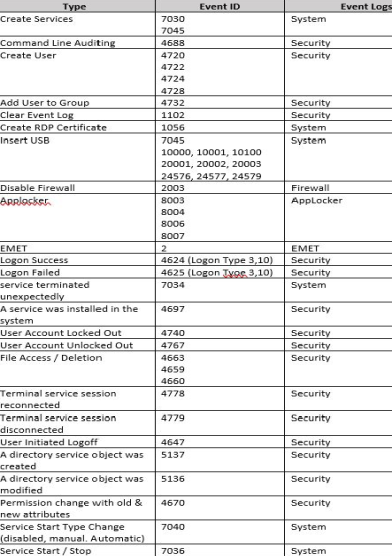 Type Event ID Event Logs
Create Services 7030 System
7045
Command Line Auditing 4688 Security
Create User 4720 Security
4722
4724
4728
Add User to Group 4732 Security
Clear Event Log 1102 Security
Create RDP Certificate 1056 System
Insert USB 7045 System
10000, 10001, 10100
20001, 20002, 20003
24576, 24577, 24579
Disable Firewall 2003 Firewall
Applocker 8003 AppLocker
8004
8006
8007
EMET 2 EMET
Logon Success 4624 (Logon Type 3,10) Security
Logon Failed 4625 (Logon Type 3,10) Security
service terminated 7034 System
unexpectedly
A service was installed in the 4697 Security
system
User Account Locked Out 4740 Security
User Account Unlocked Out 4767 Security
File Access / Deletion 4663 Security
4659
4660
Terminal service session 4778 Security
reconnected
Terminal service session 4779 Security
disconnected
User Initiated Logoff 4647 Security
A directory service object was 5137 Security
created
A directory service object was 5136 Security
modified
Permission change with old & 4670 Security
new attributes
Service Start Type Change 7040 System
(disabled, manual. Automatic)
Service Start / Stop 7036 System